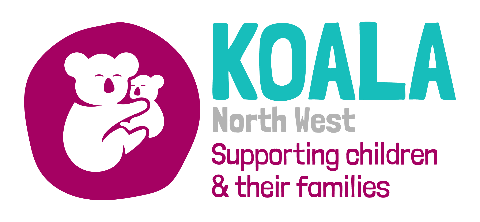 KOALA
North West
Supporting children
& their families